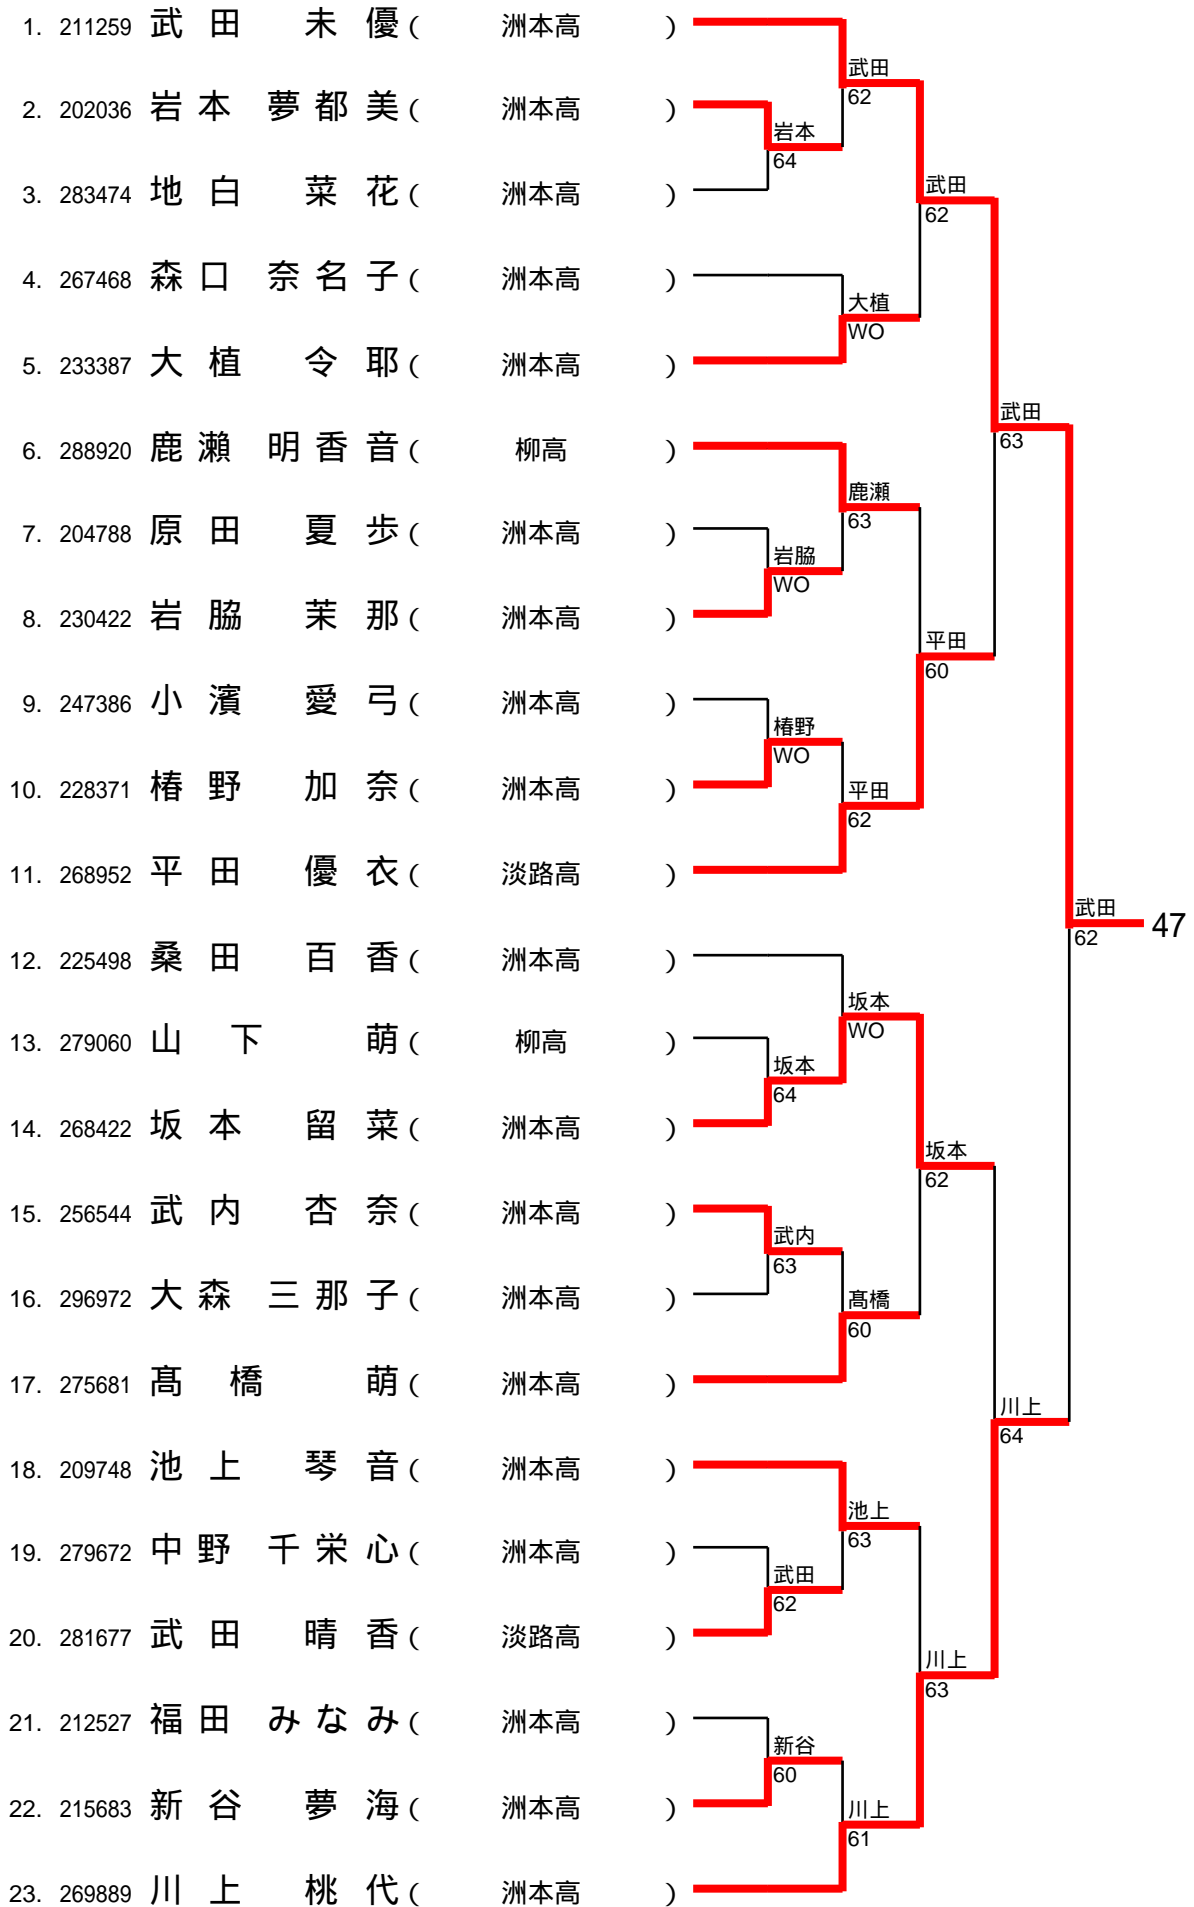 1. 211259 武田 未優 ( 洲本高 )
武田
62
2. 202036 岩本 夢都美 ( 洲本高 )
岩本
64
3. 283474 地白 菜花 ( 洲本高 )
武田
62
4. 267468 森口 奈名子 ( 洲本高 )
大植
WO
5. 233387 大植 令耶 ( 洲本高 )
武田
63
6. 288920 鹿瀬 明香音 ( 柳高 )
鹿瀬
63
7. 204788 原田 夏歩 ( 洲本高 )
岩脇
WO
8. 230422 岩脇 茉那 ( 洲本高 )
平田
60
9. 247386 小濱 愛弓 ( 洲本高 )
椿野
WO
10. 228371 椿野 加奈 ( 洲本高 )
平田
62
11. 268952 平田 優衣 ( 淡路高 )
武田
62
47
12. 225498 桑田 百香 ( 洲本高 )
坂本
WO
13. 279060 山下 萌 ( 柳高 )
坂本
64
14. 268422 坂本 留菜 ( 洲本高 )
坂本
62
15. 256544 武内 杏奈 ( 洲本高 )
武内
63
16. 296972 大森 三那子 ( 洲本高 )
髙橋
60
17. 275681 髙橋 萌 ( 洲本高 )
川上
64
18. 209748 池上 琴音 ( 洲本高 )
池上
63
19. 279672 中野 千栄心 ( 洲本高 )
武田
62
20. 281677 武田 晴香 ( 淡路高 )
川上
63
21. 212527 福田 みなみ ( 洲本高 )
新谷
60
22. 215683 新谷 夢海 ( 洲本高 )
川上
61
23. 269889 川上 桃代 ( 洲本高 )